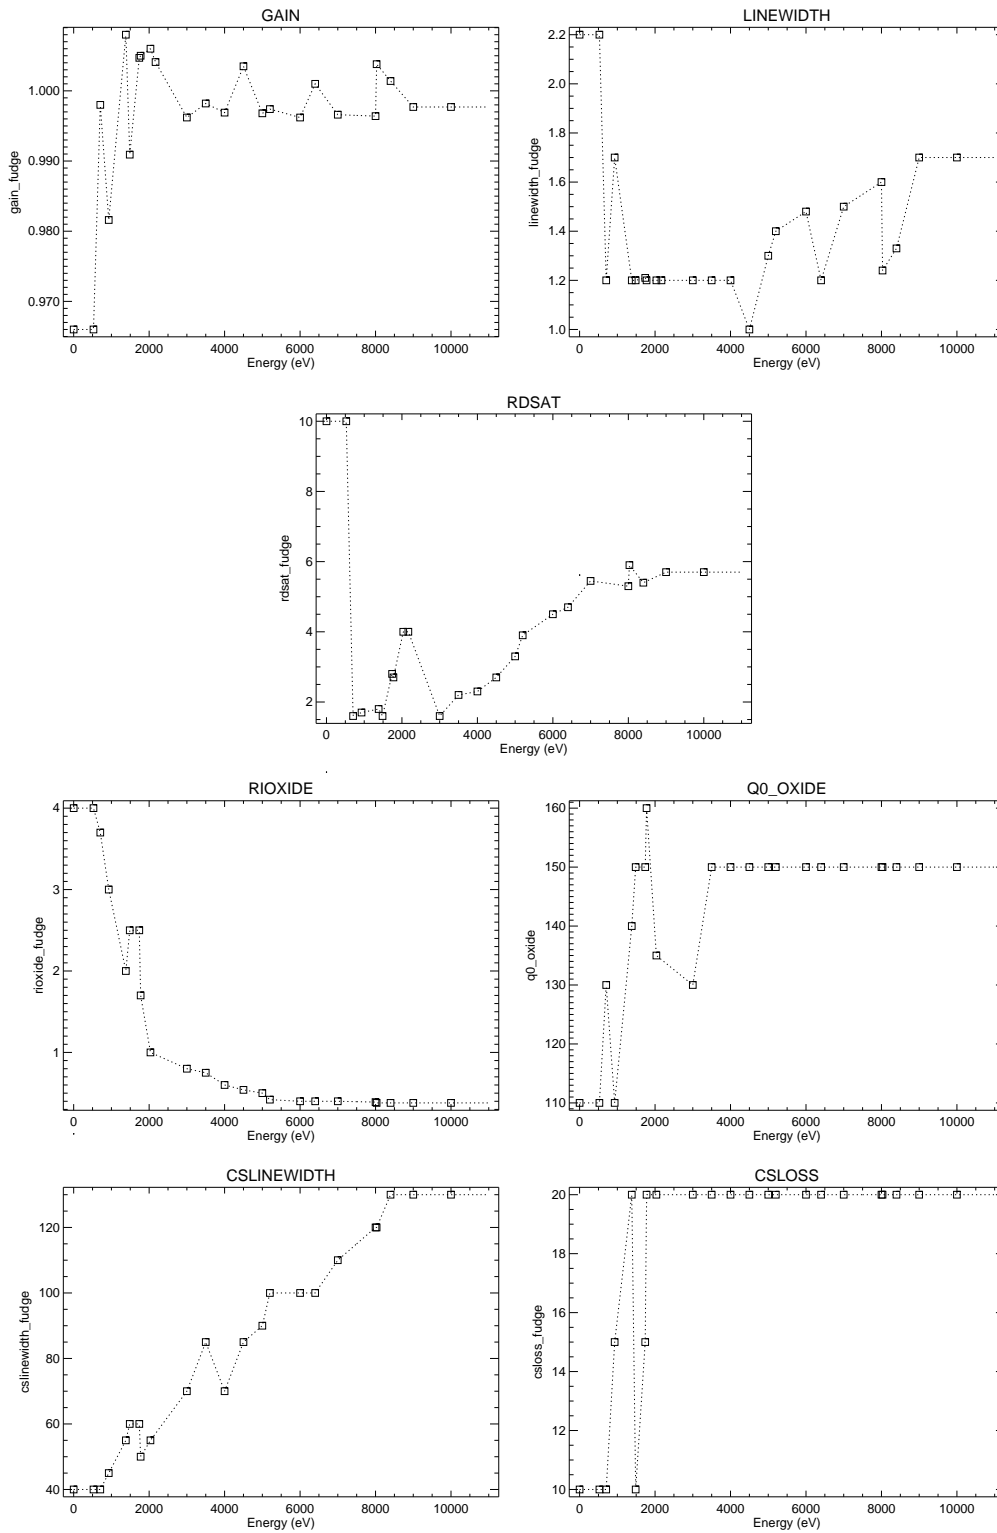 GAIN
gain_fudge
1.000
0.990
0.980
0.970
0 2000 4000 6000 8000 10000
Energy (eV)
LINEWIDTH
linewidth_fudge
2.2
2.0
1.8
1.6
1.4
1.2
1.0
0 2000 4000 6000 8000 10000
Energy (eV)
RDSAT
rdsat_fudge
10
8
6
4
2
0 2000 4000 6000 8000 10000
Energy (eV)
RIOXIDE
rioxide_fudge
4
3
2
1
0 2000 4000 6000 8000 10000
Energy (eV)
Q0_OXIDE
q0_oxide
160
150
140
130
120
110
0 2000 4000 6000 8000 10000
Energy (eV)
CSLINEWIDTH
cslinewidth_fudge
120
100
80
60
40
0 2000 4000 6000 8000 10000
Energy (eV)
CSLOSS
csloss_fudge
20
18
16
14
12
10
0 2000 4000 6000 8000 10000
Energy (eV)